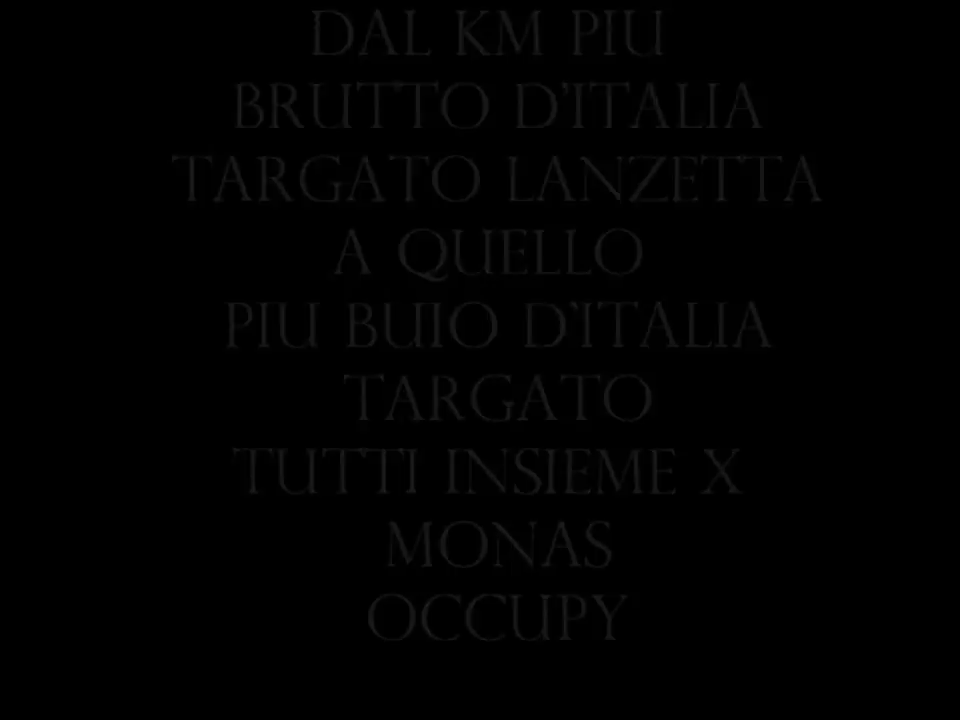 DAL KM PIU
BRUTTO D'ITALIA
TARGATO LANZETTA
A QUELLO
PIU BUIO D'ITALIA
TARGATO
TUTTI INSIEME X
MONAS
OCCUPY